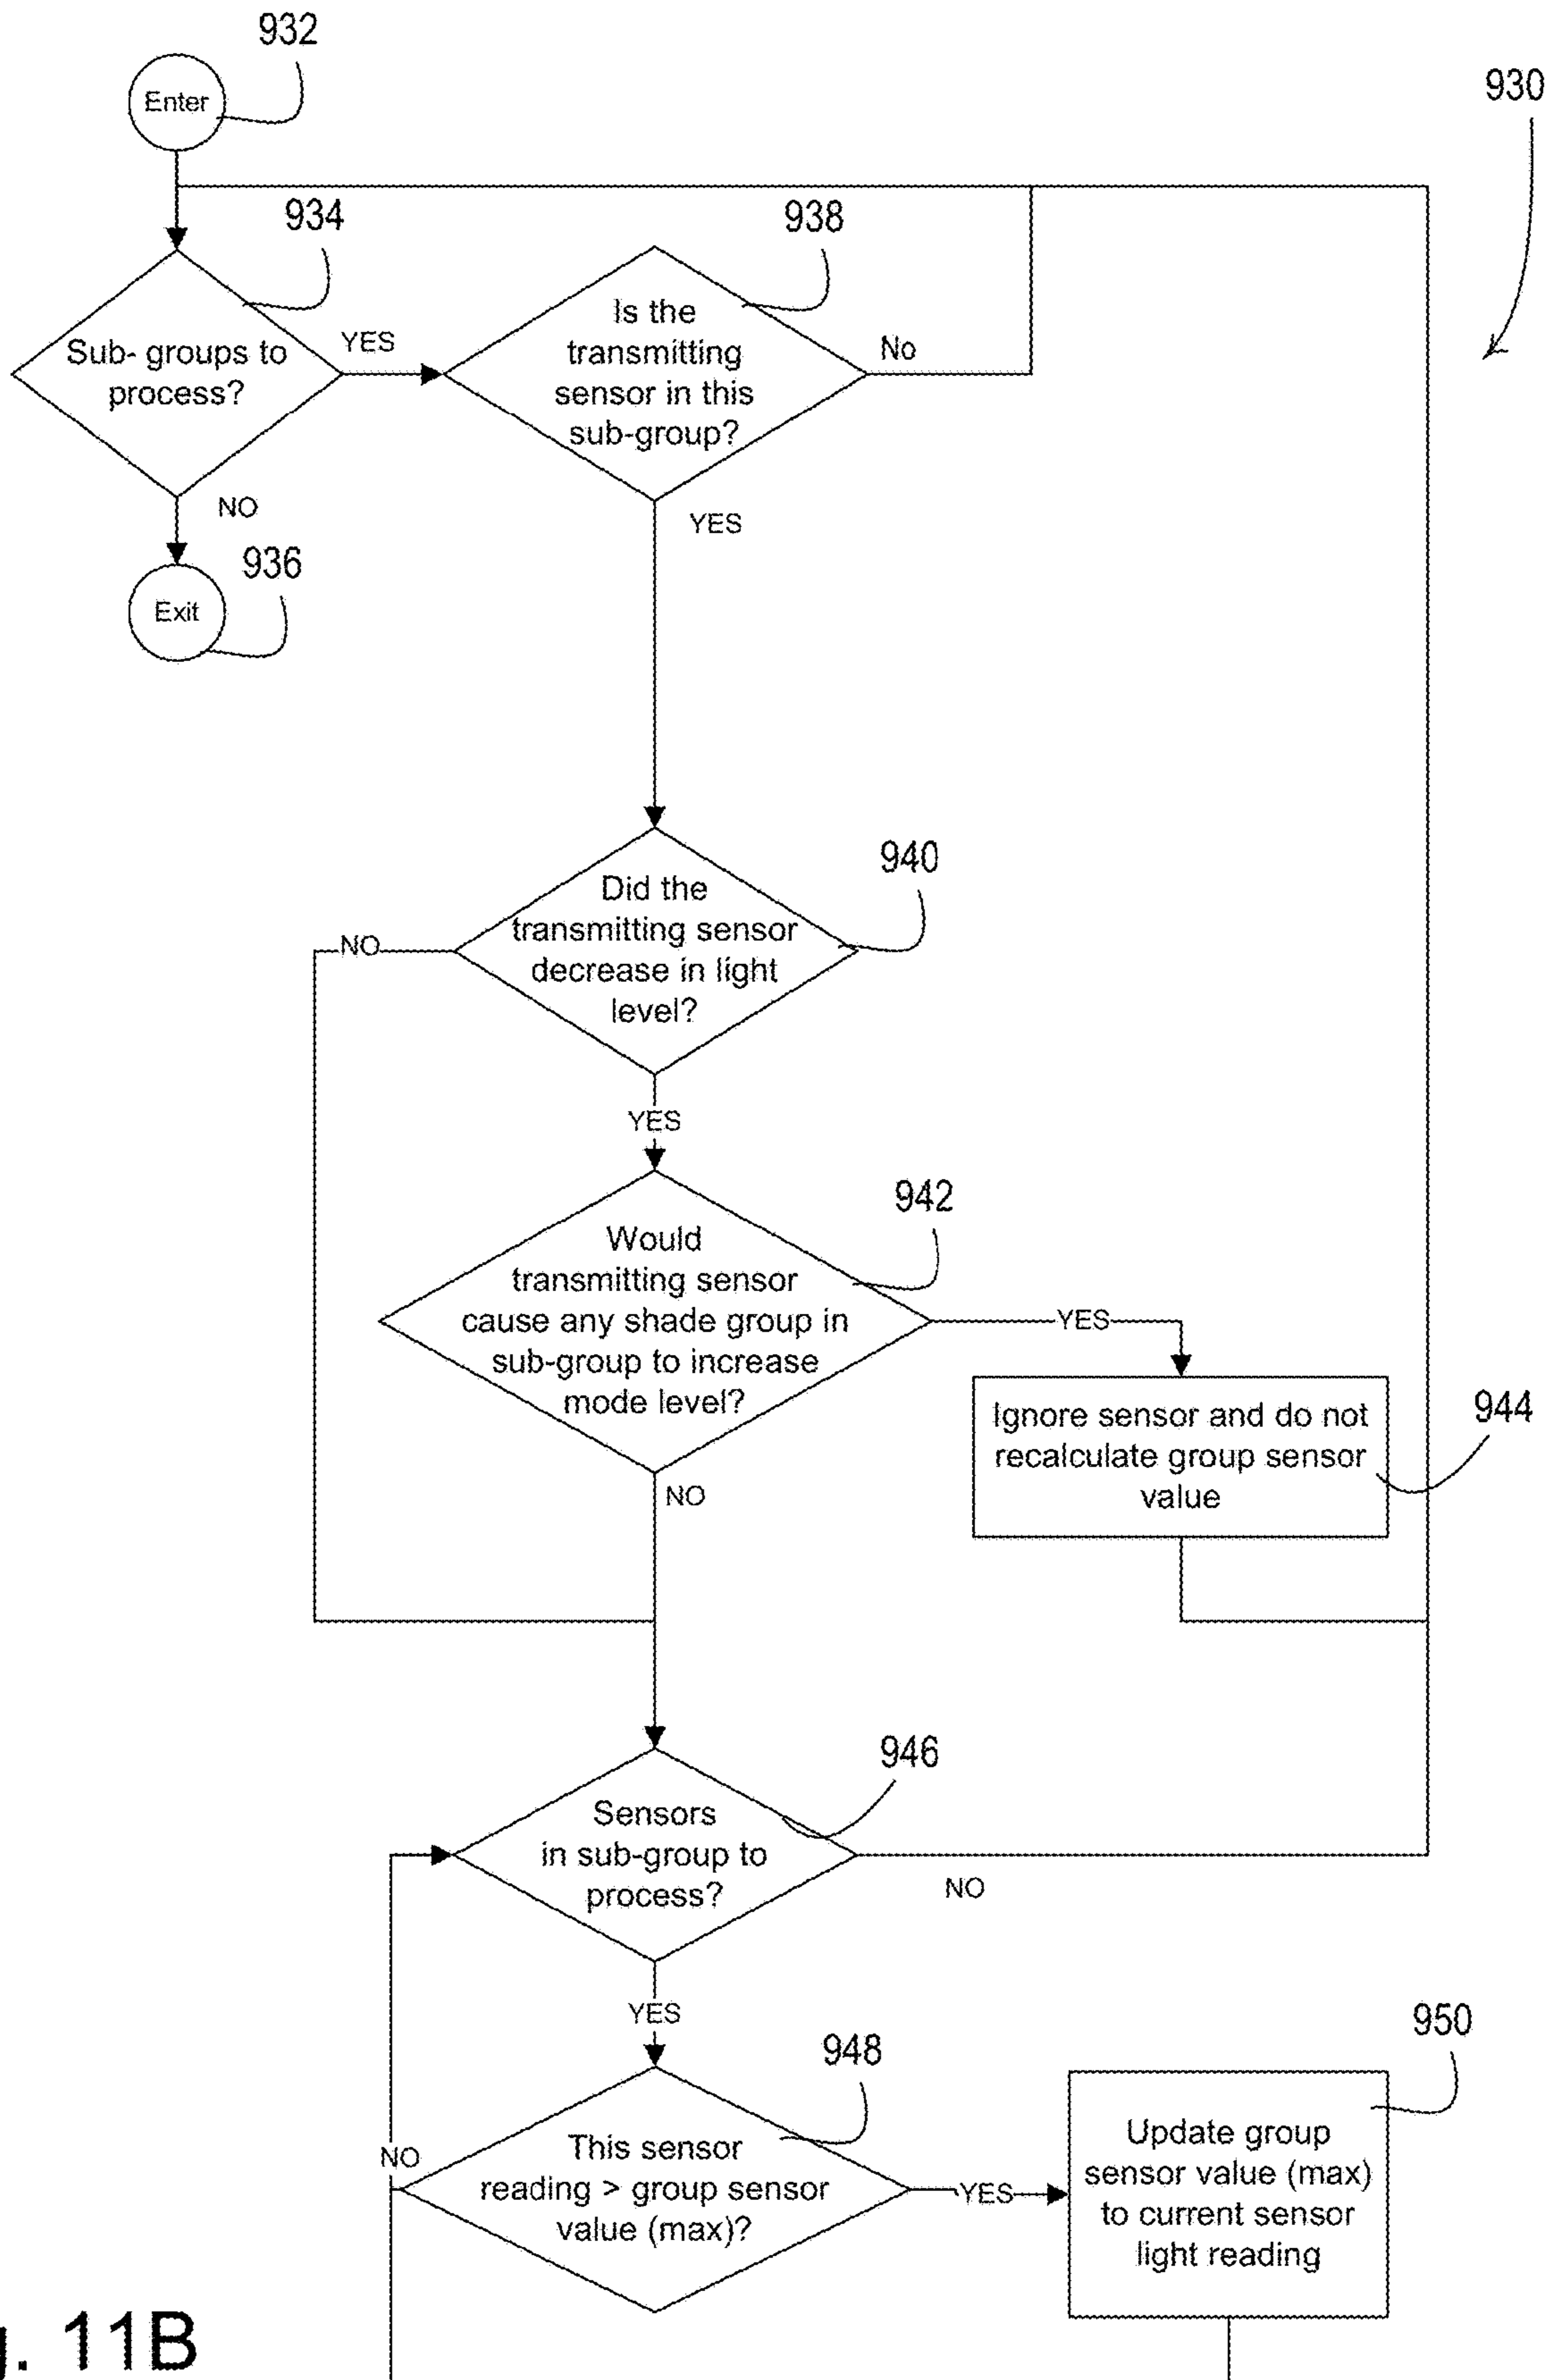 932
Enter
930
934
938
Sub- groups to
process?
YES
Is the
transmitting
sensor in this
sub-group?
No
NO
YES
936
Exit
940
Did the
transmitting sensor
decrease in light
level?
NO
YES
942
Would
transmitting sensor
cause any shade group in
sub-group to increase
mode level?
YES
944
Ignore sensor and do not
recalculate group sensor
value
NO
946
Sensors
in sub-group to
process?
NO
YES
948
950
This sensor
reading > group sensor
value (max)?
NO
YES
Update group
sensor value (max)
to current sensor
light reading
g. 11B